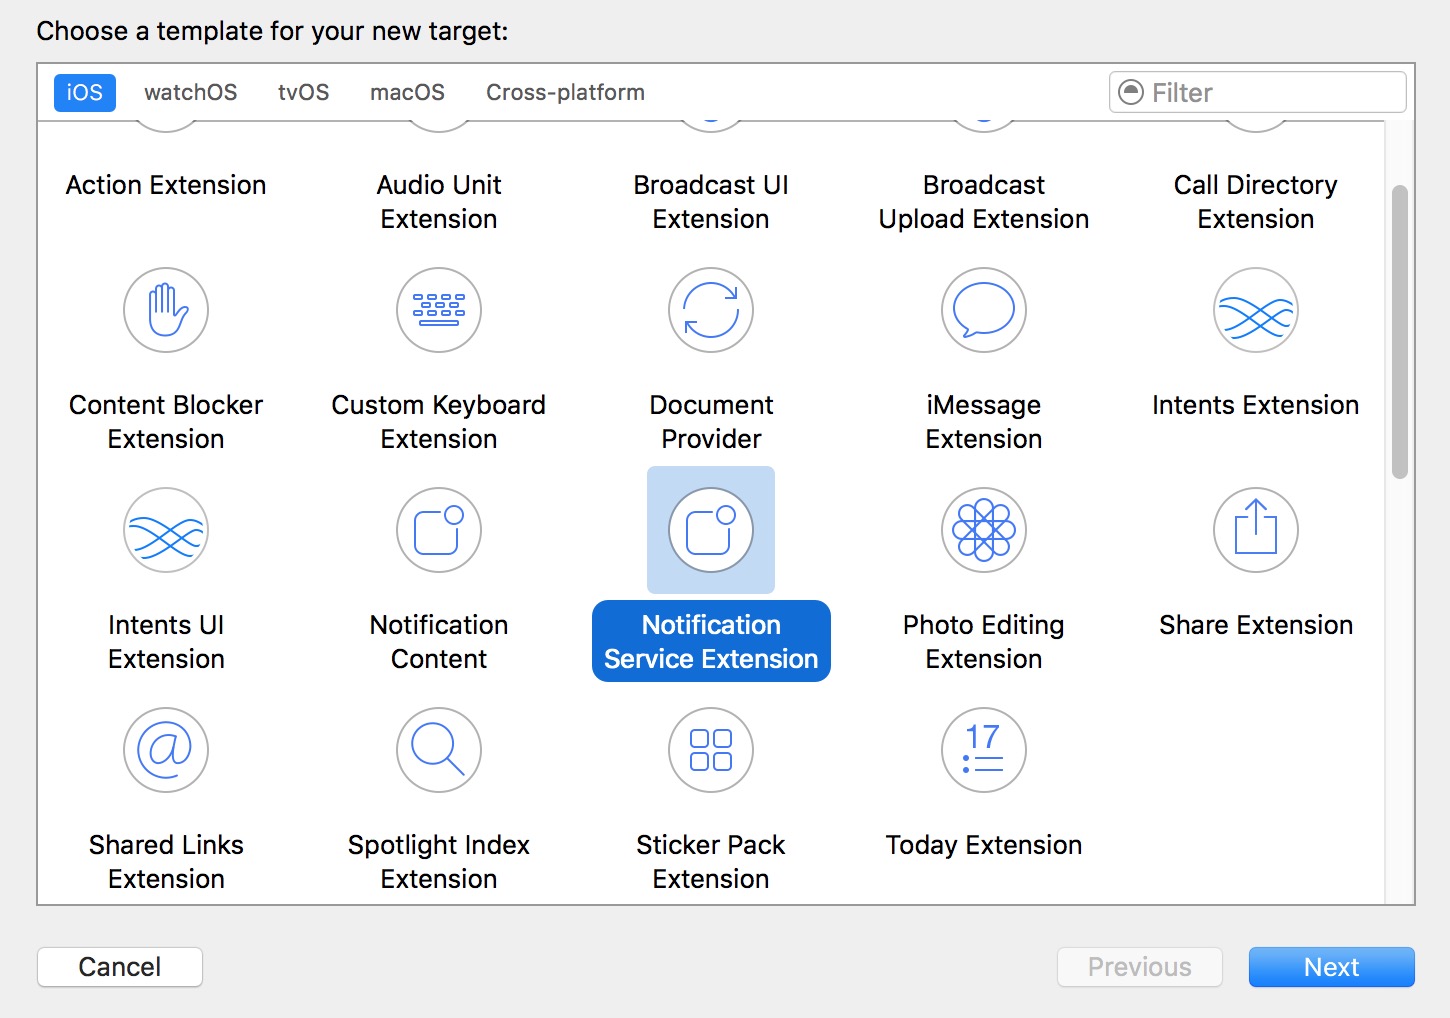 Choose a template for your new target:
iOS watchOS tvOS macOS Cross-platform Filter
Action Extension
Audio Unit
Extension
Broadcast UI
Extension
Broadcast
Upload Extension
Call Directory
Extension
Content Blocker
Extension
Custom Keyboard
Extension
Document
Provider
iMessage
Extension
Intents Extension
Intents UI
Extension
Notification
Content
Notification
Service Extension
Photo Editing
Extension
Share Extension
@
17
Shared Links
Extension
Spotlight Index
Extension
Sticker Pack
Extension
Today Extension
Cancel Previous Next